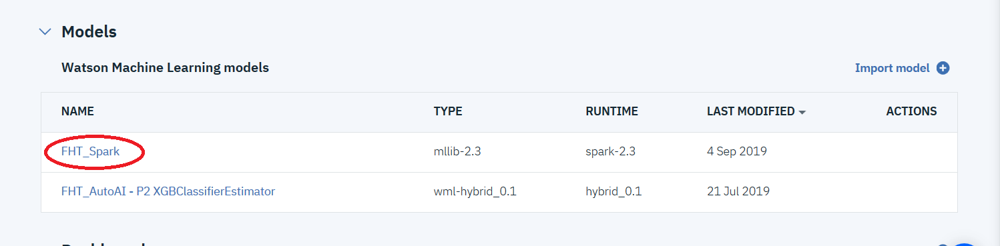 Models
Watson Machine Learning models
Import model
NAME TYPE RUNTIME LAST MODIFIED ACTIONS
FHT_Spark mllib-2.3 spark-2.3 4 Sep 2019
FHT_AutoAI - P2 XGBClassifierEstimator wml-hybrid_0.1 hybrid_0.1 21 Jul 2019